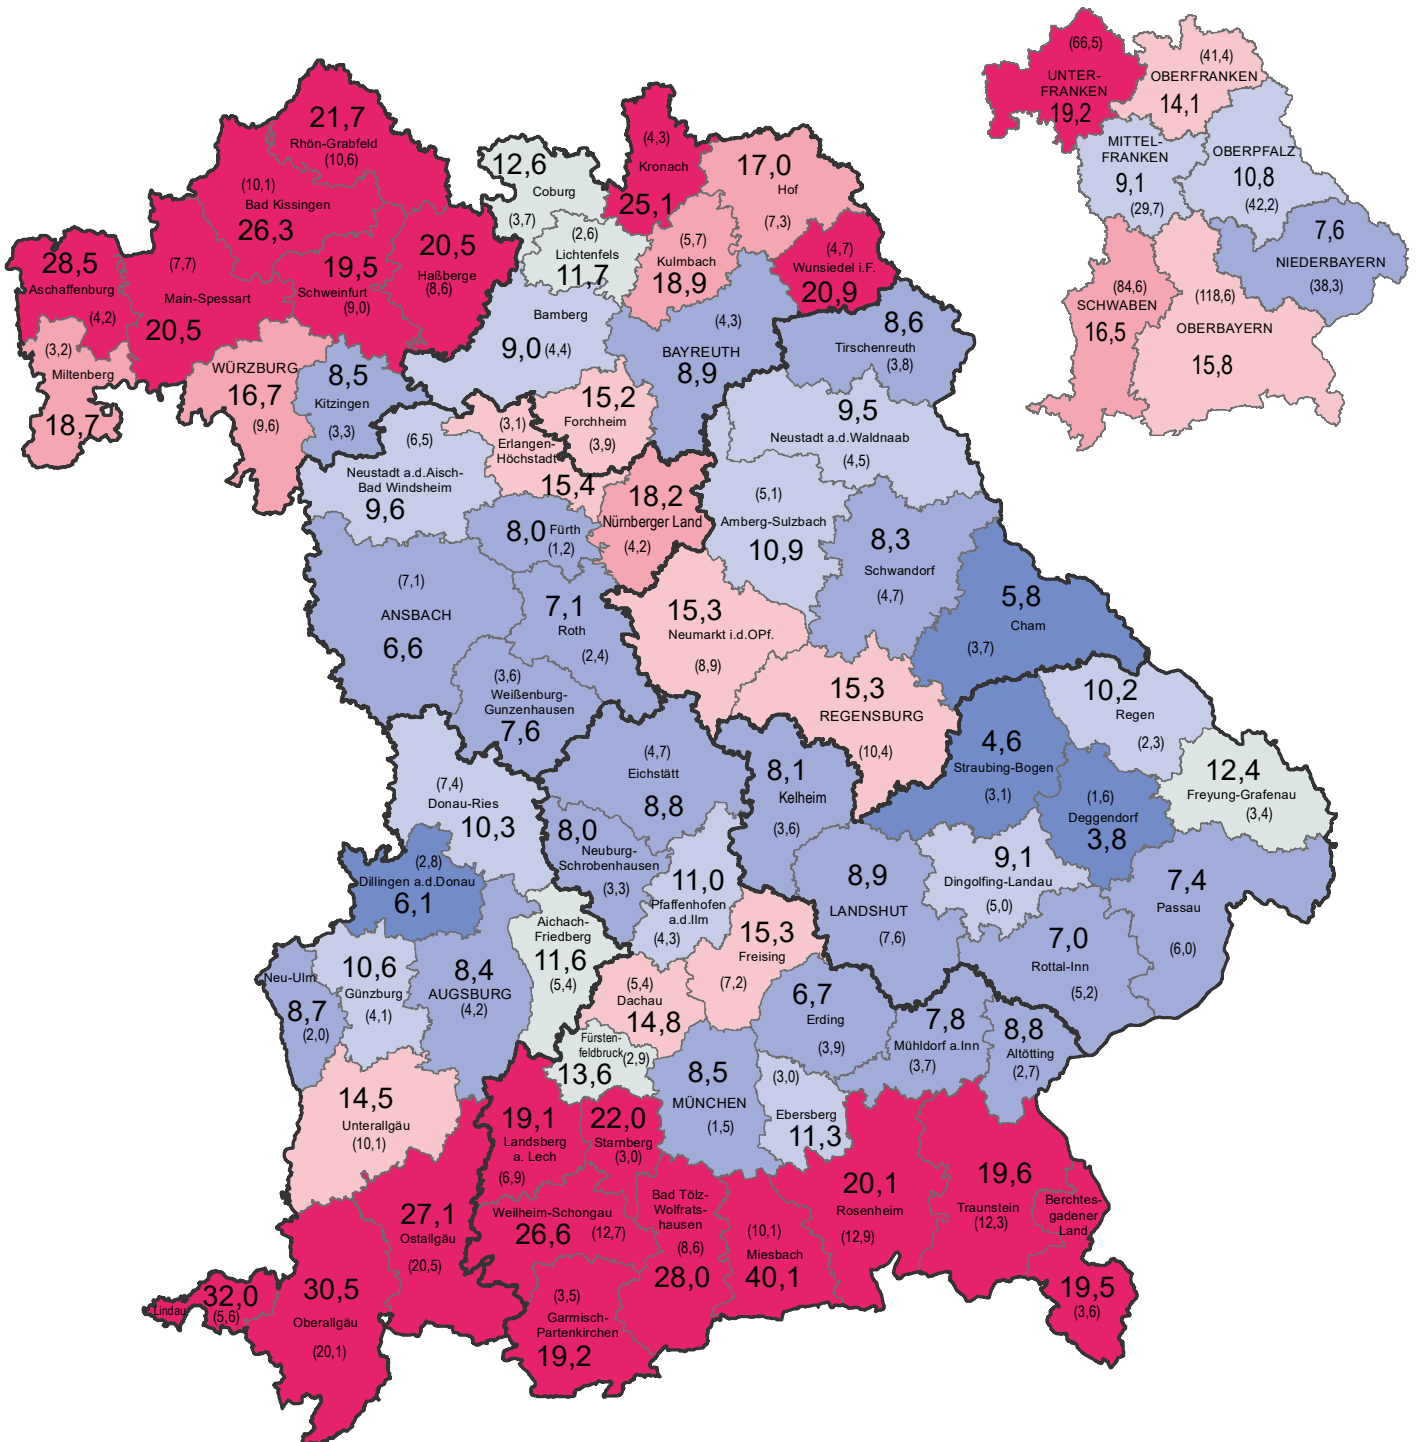 21,7
Rhön-Grabfeld
(10,6)
(10,1)
Bad Kissingen
26,3
28,5
Aschaffenburg
(4,2)
(7,7)
Main-Spessart
20,5
19,5
Schweinfurt
(9,0)
20,5
Haßberge
(8,6)
(3,2)
Miltenberg
18,7
WÜRZBURG
16,7
(9,6)
8,5
Kitzingen
(3,3)
12,6
Coburg
(3,7)
(2,6)
Lichtenfels
11,7
(4,3)
Kronach
25,1
17,0
Hof
(7,3)
(5,7)
Kulmbach
18,9
(4,7)
Wunsiedel i.F.
20,9
Bamberg
9,0 (4,4)
(4,3)
BAYREUTH
8,9
15,2
Forchheim
(3,9)
8,6
Tirschenreuth
(3,8)
9,5
Neustadt a.d.Waldnaab
(4,5)
(6,5)
Neustadt a.d.Aisch-
Bad Windsheim
9,6
(3,1)
Erlangen-
Höchstadt
15,4
18,2
Nürnberger Land
(4,2)
8,0 Fürth
(1,2)
(5,1)
Amberg-Sulzbach
10,9
8,3
Schwandorf
(4,7)
(7,1)
ANSBACH
6,6
7,1
Roth
(2,4)
(3,6)
Weißenburg-
Gunzenhausen
7,6
15,3
Neumarkt i.d.OPf.
(8,9)
5,8
Cham
(3,7)
15,3
REGENSBURG
(10,4)
10,2
Regen
(2,3)
4,6
Straubing-Bogen
(3,1)
12,4
Freyung-Grafenau
(3,4)
(1,6)
Deggendorf
3,8
(7,4)
Donau-Ries
10,3
(4,7)
Eichstätt
8,8
8,1
Kelheim
(3,6)
8,0
Neuburg-
Schrobenhausen
(3,3)
11,0
Pfaffenhofen
a.d.Ilm
(4,3)
8,9
LANDSHUT
(7,6)
9,1
Dingolfing-Landau
(5,0)
7,4
Passau
(6,0)
7,0
Rottal-Inn
(5,2)
(2,8)
Dillingen a.d.Donau
6,1
Neu-Ulm
8,7
(2,0)
10,6
Günzburg
(4,1)
8,4
AUGSBURG
(4,2)
Aichach-
Friedberg
11,6
(5,4)
15,3
Freising
(7,2)
(5,4)
Dachau
14,8
6,7
Erding
(3,9)
7,8
Mühldorf a.Inn
(3,7)
8,8
Altötting
(2,7)
Fürsten-
feldbruck (2,9)
13,6
8,5
MÜNCHEN
(1,5)
(3,0)
Ebersberg
11,3
14,5
Unterallgäu
(10,1)
19,1
Landsberg
a. Lech
(6,9)
22,0
Starnberg
(3,0)
27,1
Ostallgäu
(20,5)
Weilheim-Schongau
26,6 (12,7)
Bad Tölz-
Wolfrats-
hausen
(8,6)
28,0
(10,1)
Miesbach
40,1
20,1
Rosenheim
(12,9)
19,6
Traunstein
(12,3)
Berchtes-
gadener
Land
19,5
(3,6)
32,0
Lindau
(5,6)
30,5
Oberallgäu
(20,1)
(3,5)
Garmisch-
Partenkirchen
19,2
(66,5)
UNTER-
FRANKEN
19,2
(41,4)
OBERFRANKEN
14,1
MITTEL-
FRANKEN
9,1
(29,7)
OBERPFALZ
10,8
(42,2)
7,6
NIEDERBAYERN
(38,3)
(84,6)
SCHWABEN
16,5
(118,6)
OBERBAYERN
15,8